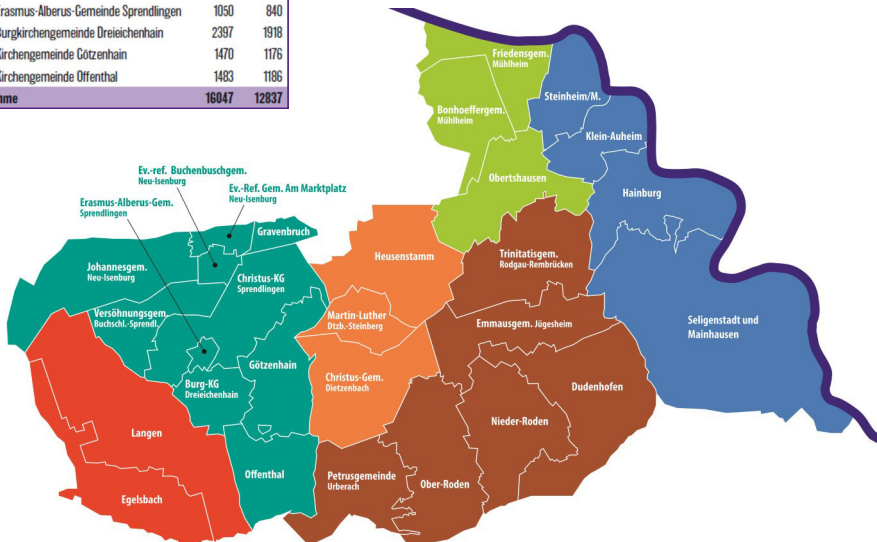 Erasmus-Alberus-Gemeinde Sprendlingen 1050 840
Burgkirchengemeinde Dreieichenhain 2397 1918
Kirchengemeinde Götzenhain 1470 1176
Kirchengemeinde Offenthal 1483 1186
16047 12837
Friedensgem.
Mühlheim
Steinheim/M.
Bonhoeffergem.
Mühlheim
Klein-Auheim
Ev.-ref. Buchenbuschgem.
Neu-Isenburg
Obertshausen
Ev.-Ref. Gem. Am Marktplatz
Neu-Isenburg
Hainburg
Erasmus-Alberus-Gem.
Sprendlingen
Gravenbruch
Heusenstamm
Trinitatisgem.
Rodgau-Rembrücken
Johannesgem.
Neu-Isenburg
Christus-KG
Sprendlingen
Versöhnungsgem.
Buchschl.-Sprendl.
Martin-Luther
Dtzb.-Steinberg
Emmausgem. Jügesheim
Seligenstadt und
Mainhausen
Götzenhain
Burg-KG
Dreieichenhain
Christus-Gem.
Dietzenbach
Dudenhofen
Nieder-Roden
Langen
Offenthal
Petrusgemeinde
Urberach
Ober-Roden
Egelsbach